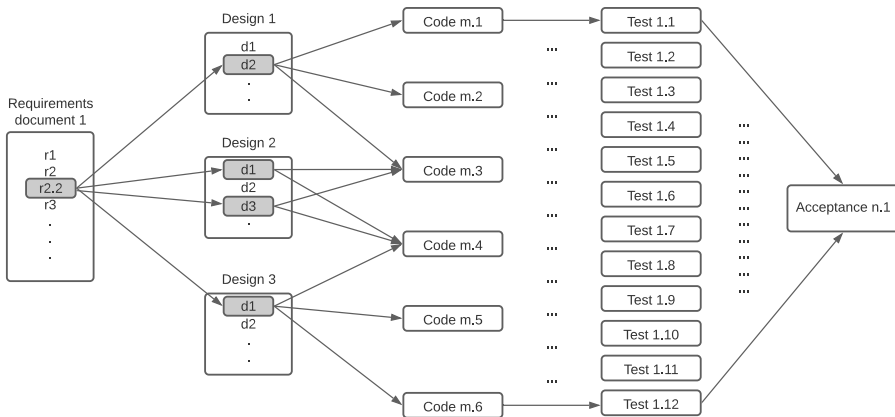 Requirements
document 1
r1
r2
r2.2
r3
.
.
.
Design 1
d1
d2
.
.
Design 2
d1
d2
d3
.
Design 3
d1
d2
.
.
Code m.1
Code m.2
Code m.3
Code m.4
Code m.5
Code m.6
...
...
...
...
...
...
...
...
...
...
Test 1.1
Test 1.2
Test 1.3
Test 1.4
Test 1.5
Test 1.6
Test 1.7
Test 1.8
Test 1.9
Test 1.10
Test 1.11
Test 1.12
...
...
...
...
...
...
...
...
...
...
...
Acceptance n.1